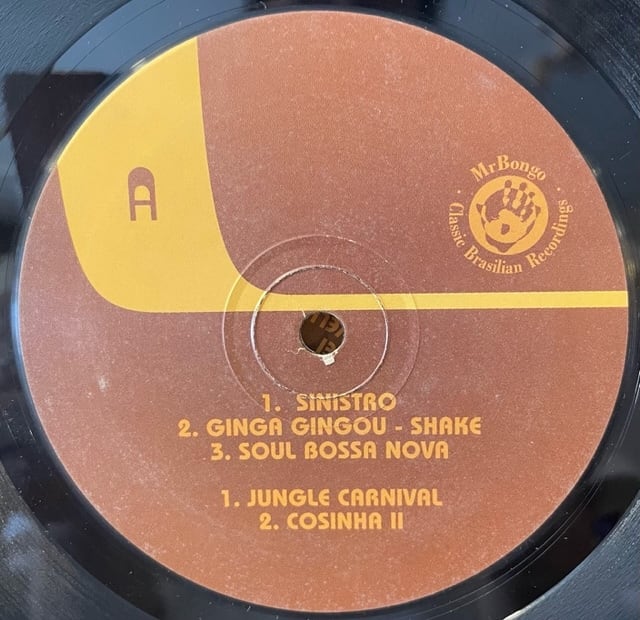 A
MrBongo
Classic Brasilian Recordings
1. SINISTRO
2. GINGA GINGOU - SHAKE
3. SOUL BOSSA NOVA
1. JUNGLE CARNIVAL
2. COSINHA II